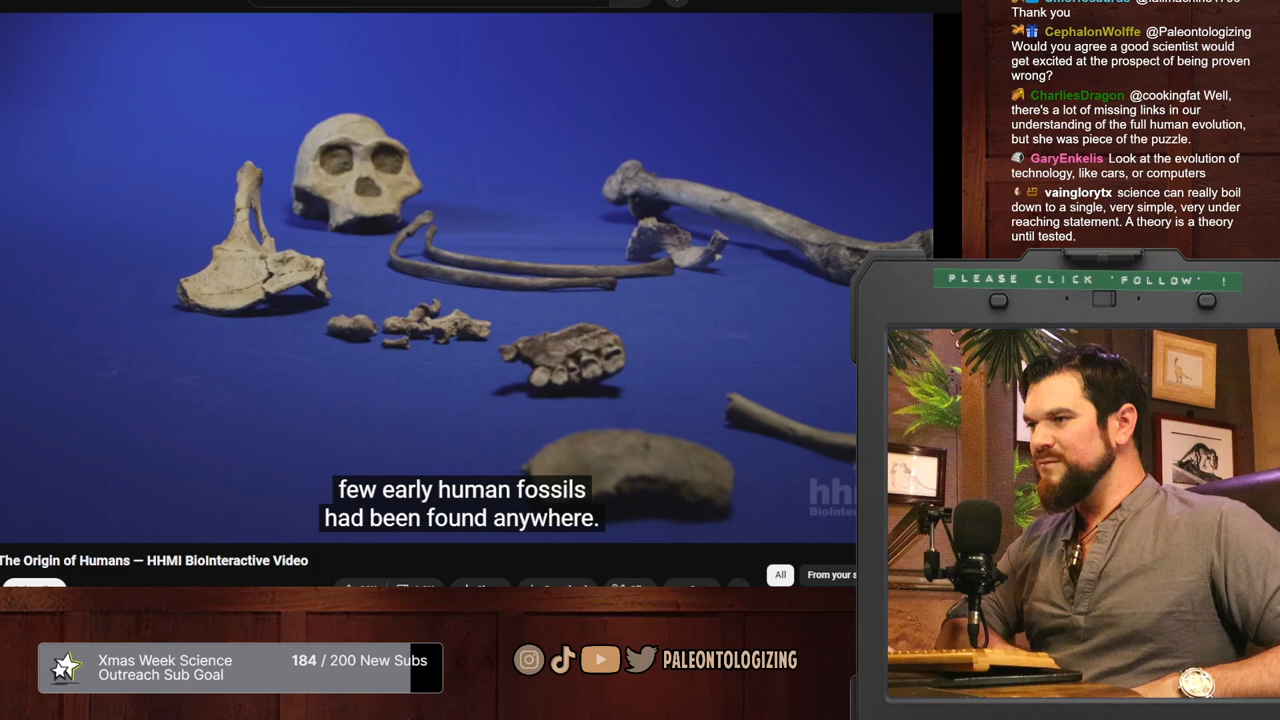 Thank you
CephalonWolffe @Paleontologizing
Would you agree a good scientist would
get excited at the prospect of being proven
wrong?
CharliesDragon @cookingfat Well,
there's a lot of missing links in our
understanding of the full human evolution,
but she was piece of the puzzle.
GaryEnkelis Look at the evolution of
technology, like cars, or computers
vainglorytx science can really boil
down to a single, very simple, very under
reaching statement. A theory is a theory
until tested.
PLEASE CLICK "FOLLOW" !
few early human fossils
had been found anywhere.
hh
BioInter
The Origin of Humans — HHMI BioInteractive Video
All
From your s
Xmas Week Science
Outreach Sub Goal
184 / 200 New Subs
PALEONTOLOGIZING